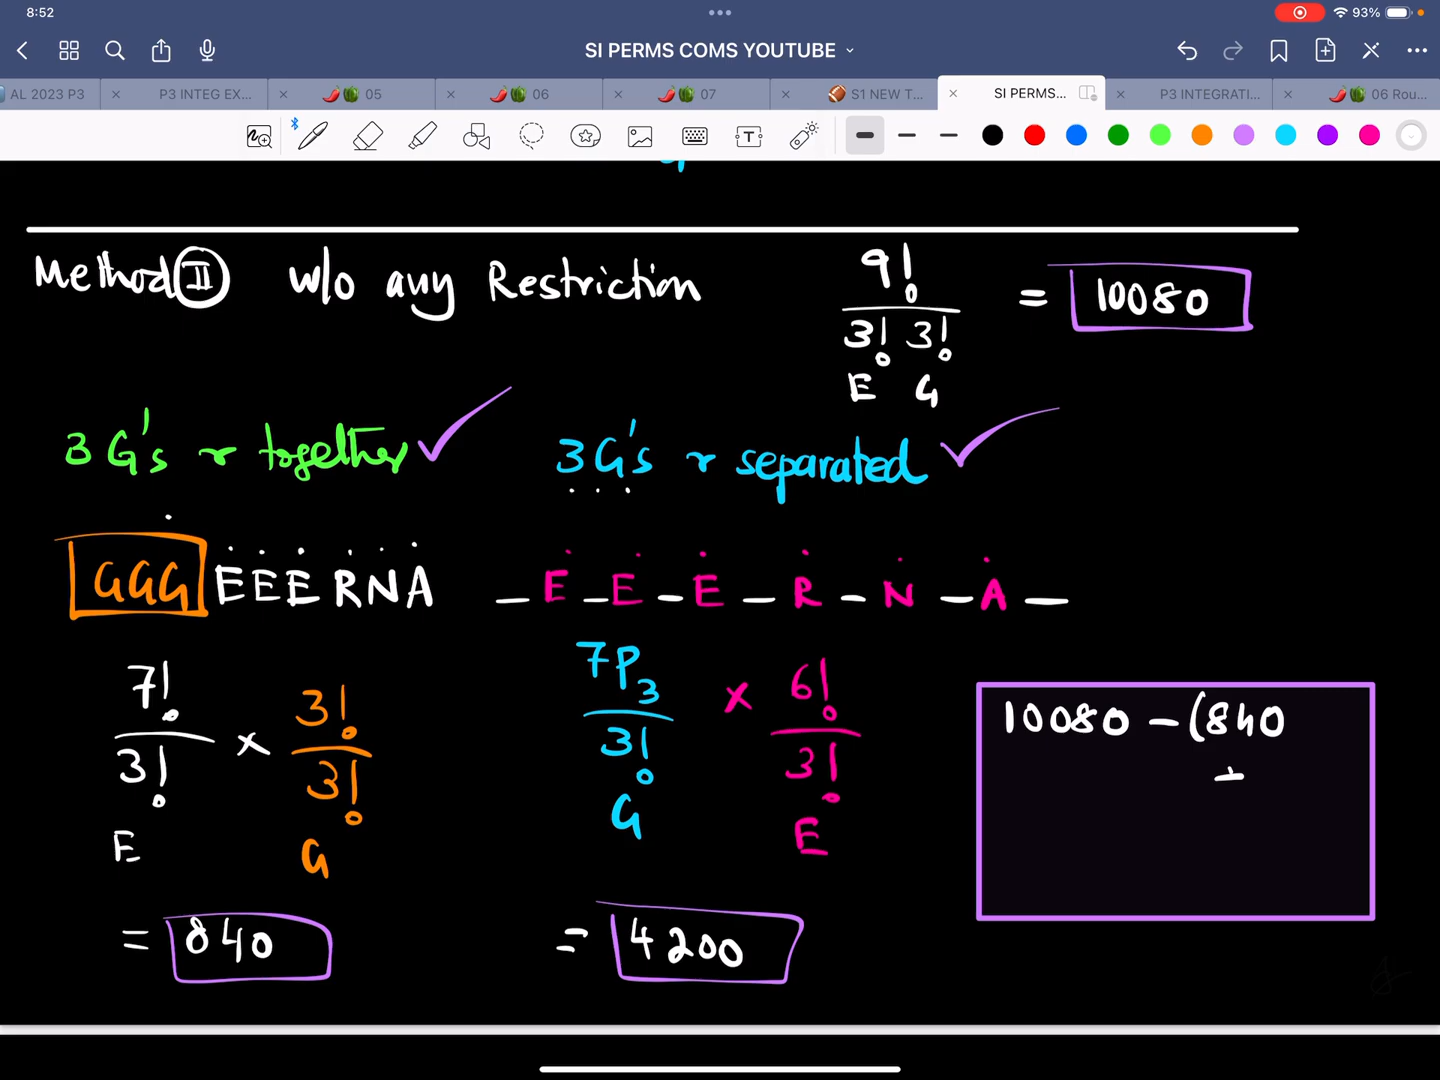 8:52
93%
SI PERMS COMS YOUTUBE
AL 2023 P3
P3 INTEG EX...
05
06
07
S1 NEW T...
SI PERMS...
P3 INTEGRATI...
06 Rou...
Method II w/o any Restriction
9!
3! 3!
E G
= 10080
3 G's r together
3 G's r separated
GGG EEERNA
_ E _ E _ E _ R _ N _ A _
7!
3!
E
x
3!
3!
G
= 840
7P3
3!
G
x
6!
3!
E
= 4200
10080 - (840
+